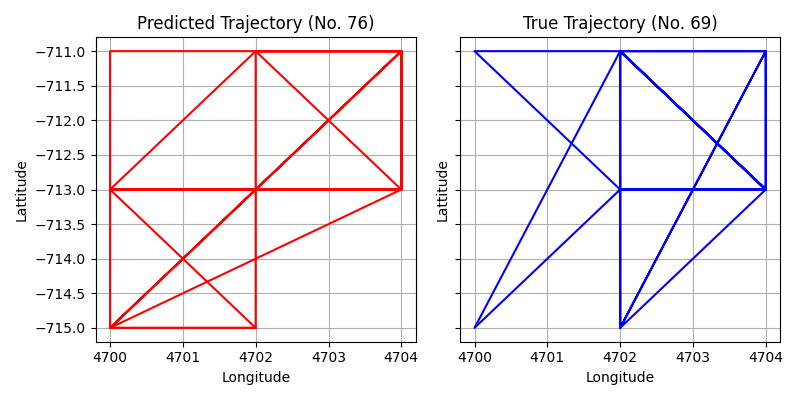 Predicted Trajectory (No. 76)
True Trajectory (No. 69)
−711.0
−711.5
−712.0
−712.5
−713.0
−713.5
−714.0
−714.5
−715.0
Lattitude
Lattitude
4700 4701 4702 4703 4704
4700 4701 4702 4703 4704
Longitude
Longitude